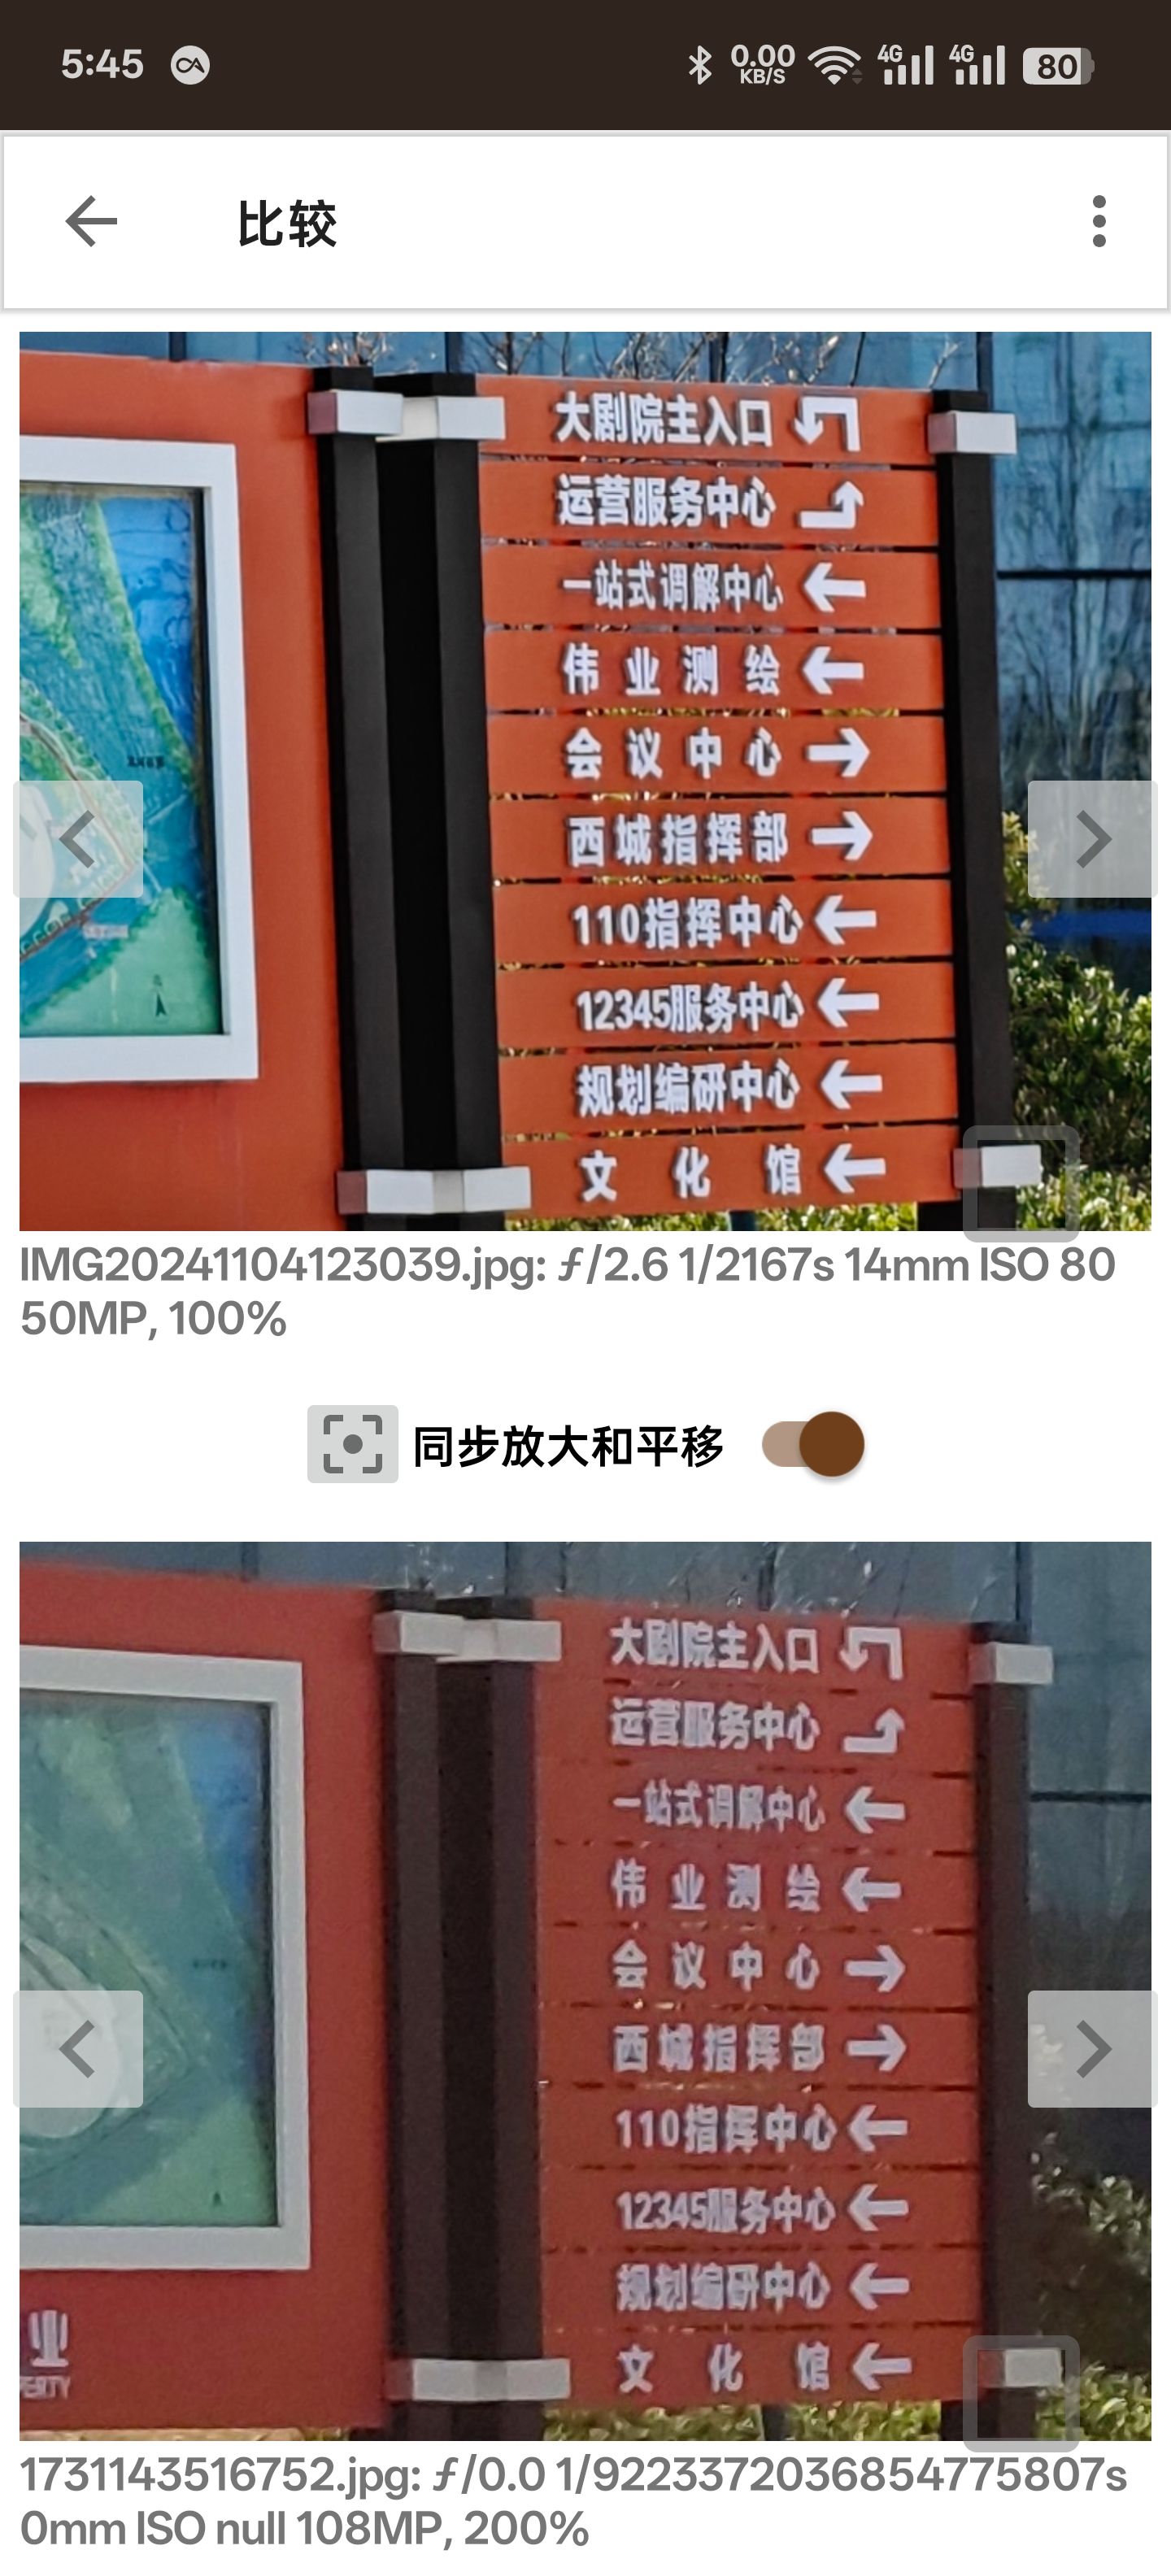 5:45 CA 0.00 KB/S 4G 4G 80
比较
大剧院主入口
运营服务中心
一站式调解中心
伟业测绘
会议中心
西城指挥部
110指挥中心
12345服务中心
规划编研中心
文化馆
IMG20241104123039.jpg: ƒ/2.6 1/2167s 14mm ISO 80
50MP, 100%
同步放大和平移
大剧院主入口
运营服务中心
一站式调解中心
伟业测绘
会议中心
西城指挥部
110指挥中心
12345服务中心
规划编研中心
文化馆
业
PERTY
1731143516752.jpg: ƒ/0.0 1/9223372036854775807s
0mm ISO null 108MP, 200%